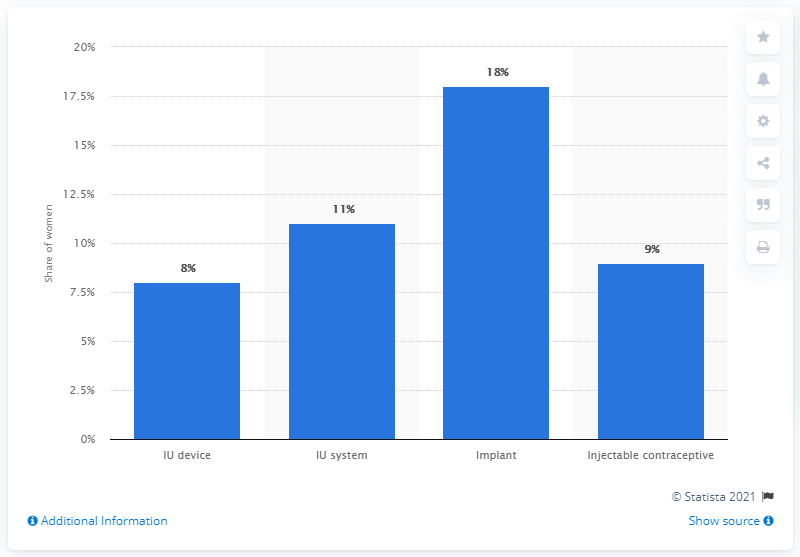 20%
17.5%
15%
12.5%
10%
7.5%
5%
2.5%
0%
Share of women
8%
11%
18%
9%
IU device
IU system
Implant
Injectable contraceptive
© Statista 2021
Additional Information
Show source